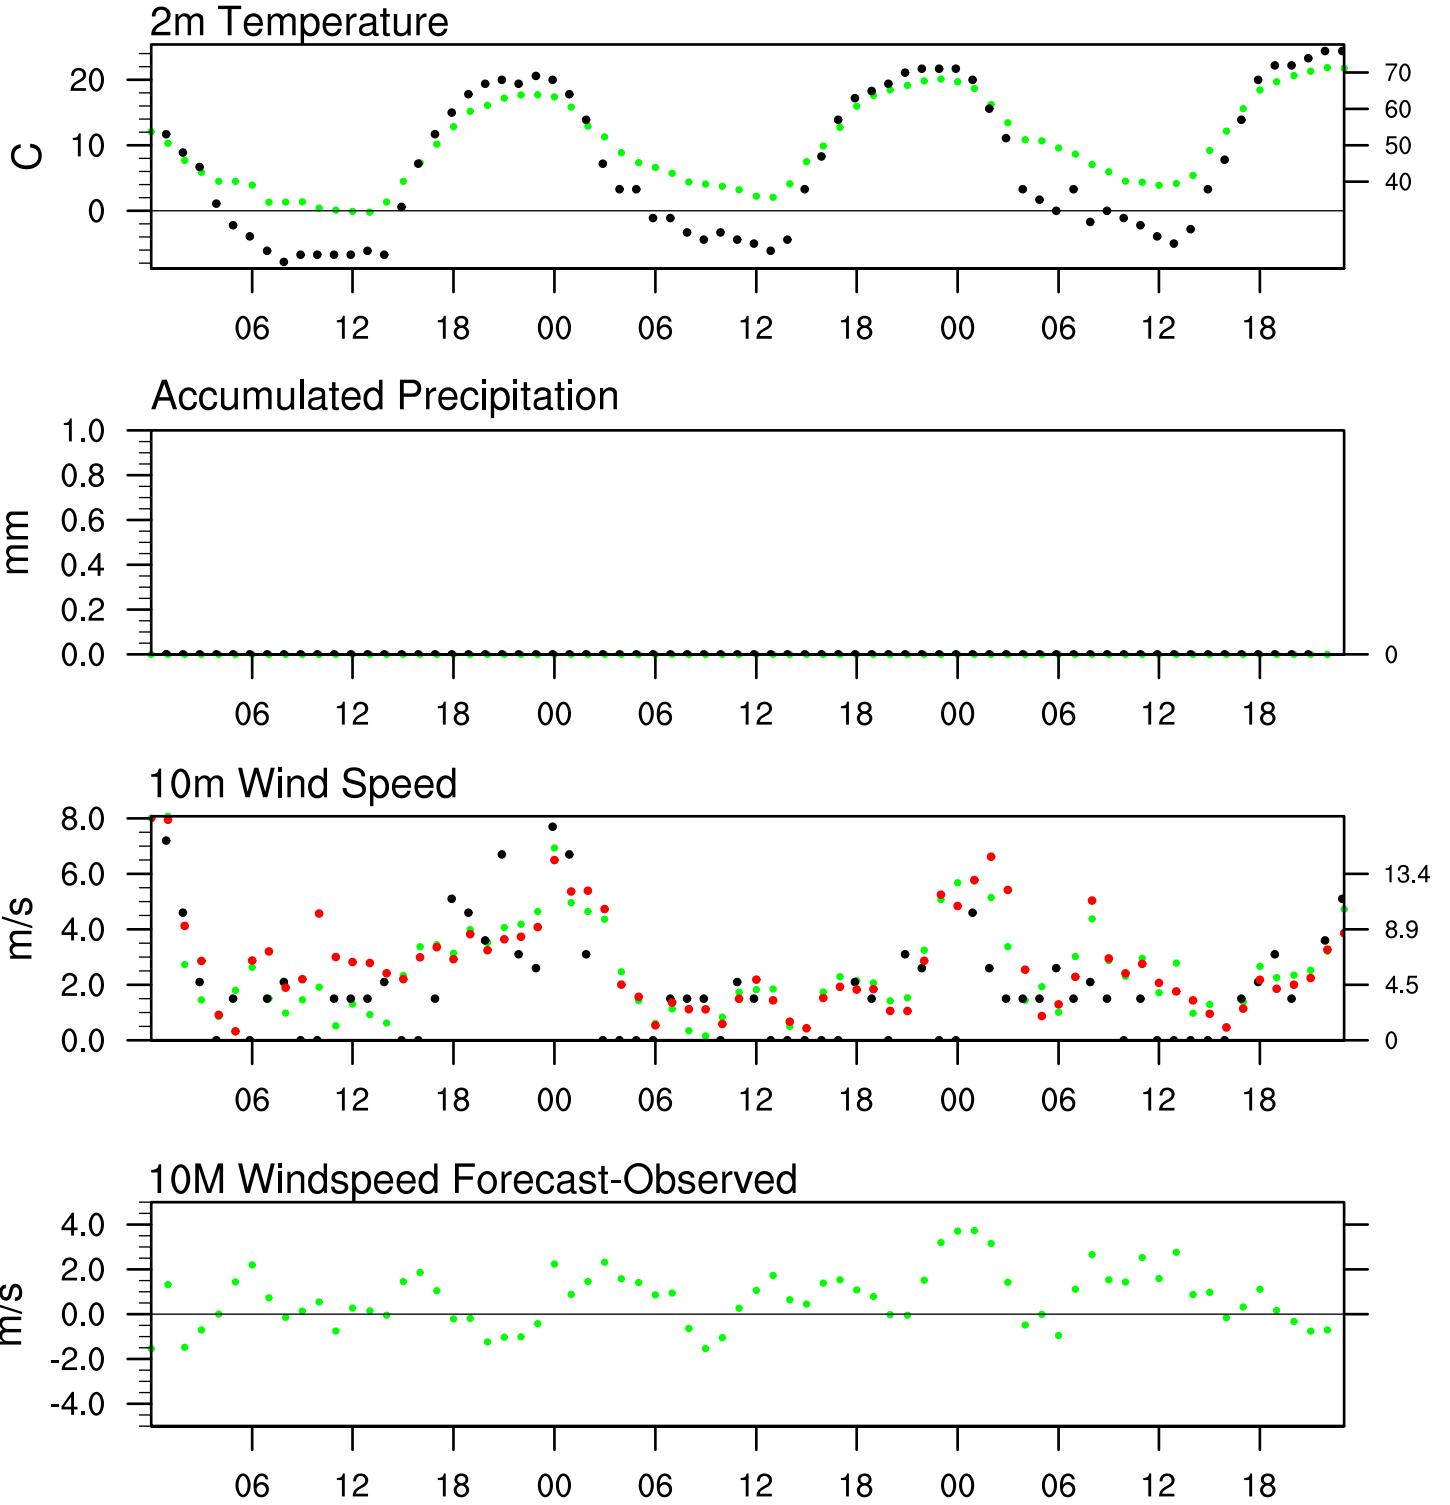 2m Temperature
20
10
0
C
70
60
50
40
06 12 18 00 06 12 18 00 06 12 18
Accumulated Precipitation
1.0
0.8
0.6
0.4
0.2
0.0
mm
0
06 12 18 00 06 12 18 00 06 12 18
10m Wind Speed
8.0
6.0
4.0
2.0
0.0
m/s
13.4
8.9
4.5
0
06 12 18 00 06 12 18 00 06 12 18
10M Windspeed Forecast-Observed
4.0
2.0
0.0
-2.0
-4.0
m/s
06 12 18 00 06 12 18 00 06 12 18